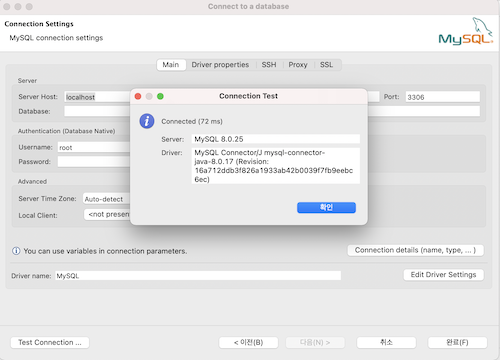 Connect to a database
Connection Settings
MySQL connection settings
MySQL
Main Driver properties SSH Proxy SSL
Server
Server Host: localhost Port: 3306
Database:
Authentication (Database Native)
Username: root
Password:
Advanced
Server Time Zone: Auto-detect
Local Client: <not presen
Connection Test
Connected (72 ms)
Server: MySQL 8.0.25
Driver: MySQL Connector/J mysql-connector-
java-8.0.17 (Revision:
16a712ddb3f826a1933ab42b0039f7fb9eebc
6ec)
확인
You can use variables in connection parameters.
Connection details (name, type, ... )
Driver name: MySQL
Edit Driver Settings
Test Connection ... < 이전(B) 다음(N) > 취소 완료(F)